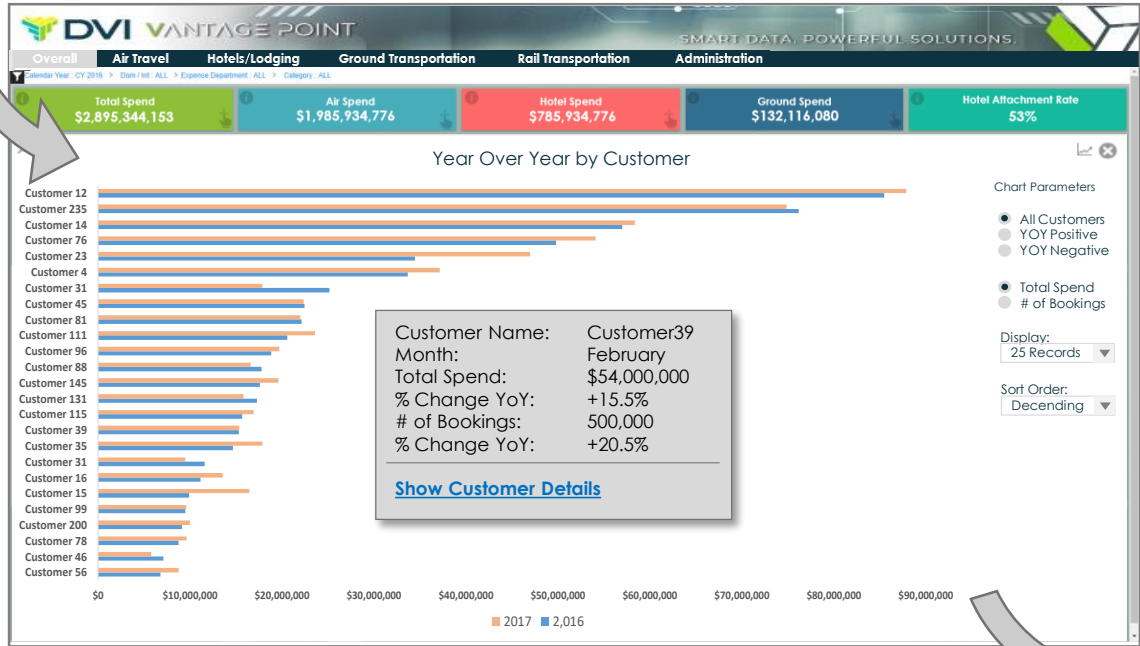 DVI VANTAGE POINT
SMART DATA, POWERFUL SOLUTIONS.
Overall Air Travel Hotels/Lodging Ground Transportation Rail Transportation Administration
Calendar Year : CY 2016 > Dom / Int : ALL > Expense Department : ALL > Category : ALL
Total Spend
$2,895,344,153
Air Spend
$1,985,934,776
Hotel Spend
$785,934,776
Ground Spend
$132,116,080
Hotel Attachment Rate
53%
Year Over Year by Customer
Customer 12
Customer 235
Customer 14
Customer 76
Customer 23
Customer 4
Customer 31
Customer 45
Customer 81
Customer 111
Customer 96
Customer 88
Customer 145
Customer 131
Customer 115
Customer 39
Customer 35
Customer 31
Customer 16
Customer 15
Customer 99
Customer 200
Customer 78
Customer 46
Customer 56
$0 $10,000,000 $20,000,000 $30,000,000 $40,000,000 $50,000,000 $60,000,000 $70,000,000 $80,000,000 $90,000,000
2017 2,016
Customer Name: Customer39
Month: February
Total Spend: $54,000,000
% Change YoY: +15.5%
# of Bookings: 500,000
% Change YoY: +20.5%
Show Customer Details
Chart Parameters
All Customers
YOY Positive
YOY Negative
Total Spend
# of Bookings
Display:
25 Records
Sort Order:
Decending